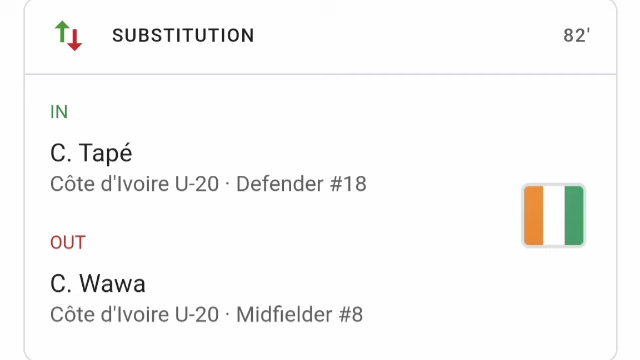 SUBSTITUTION 82'
IN
C. Tapé
Côte d'Ivoire U-20 · Defender #18
OUT
C. Wawa
Côte d'Ivoire U-20 · Midfielder #8